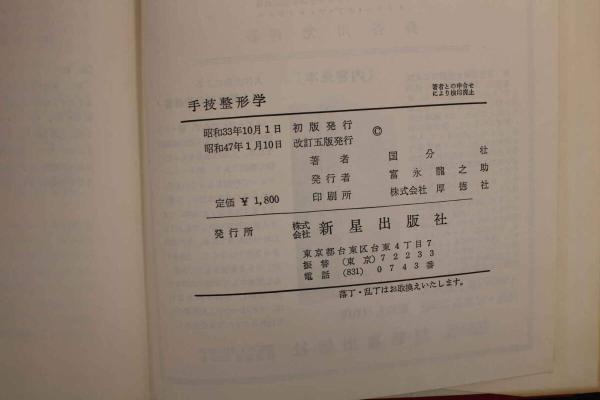 手技整形学
著者との申合せ
により検印廃止
昭和33年10月1日 初版発行
昭和47年1月10日 改訂五版発行
©
著者 国分壮
発行者 富永龍之助
定価 ¥1,800 印刷所 株式会社厚徳社
発行所 株式会社 新星出版社
東京都台東区台東4丁目7
振替(東京)72233
電話(831)0743番
落丁・乱丁はお取換えいたします。